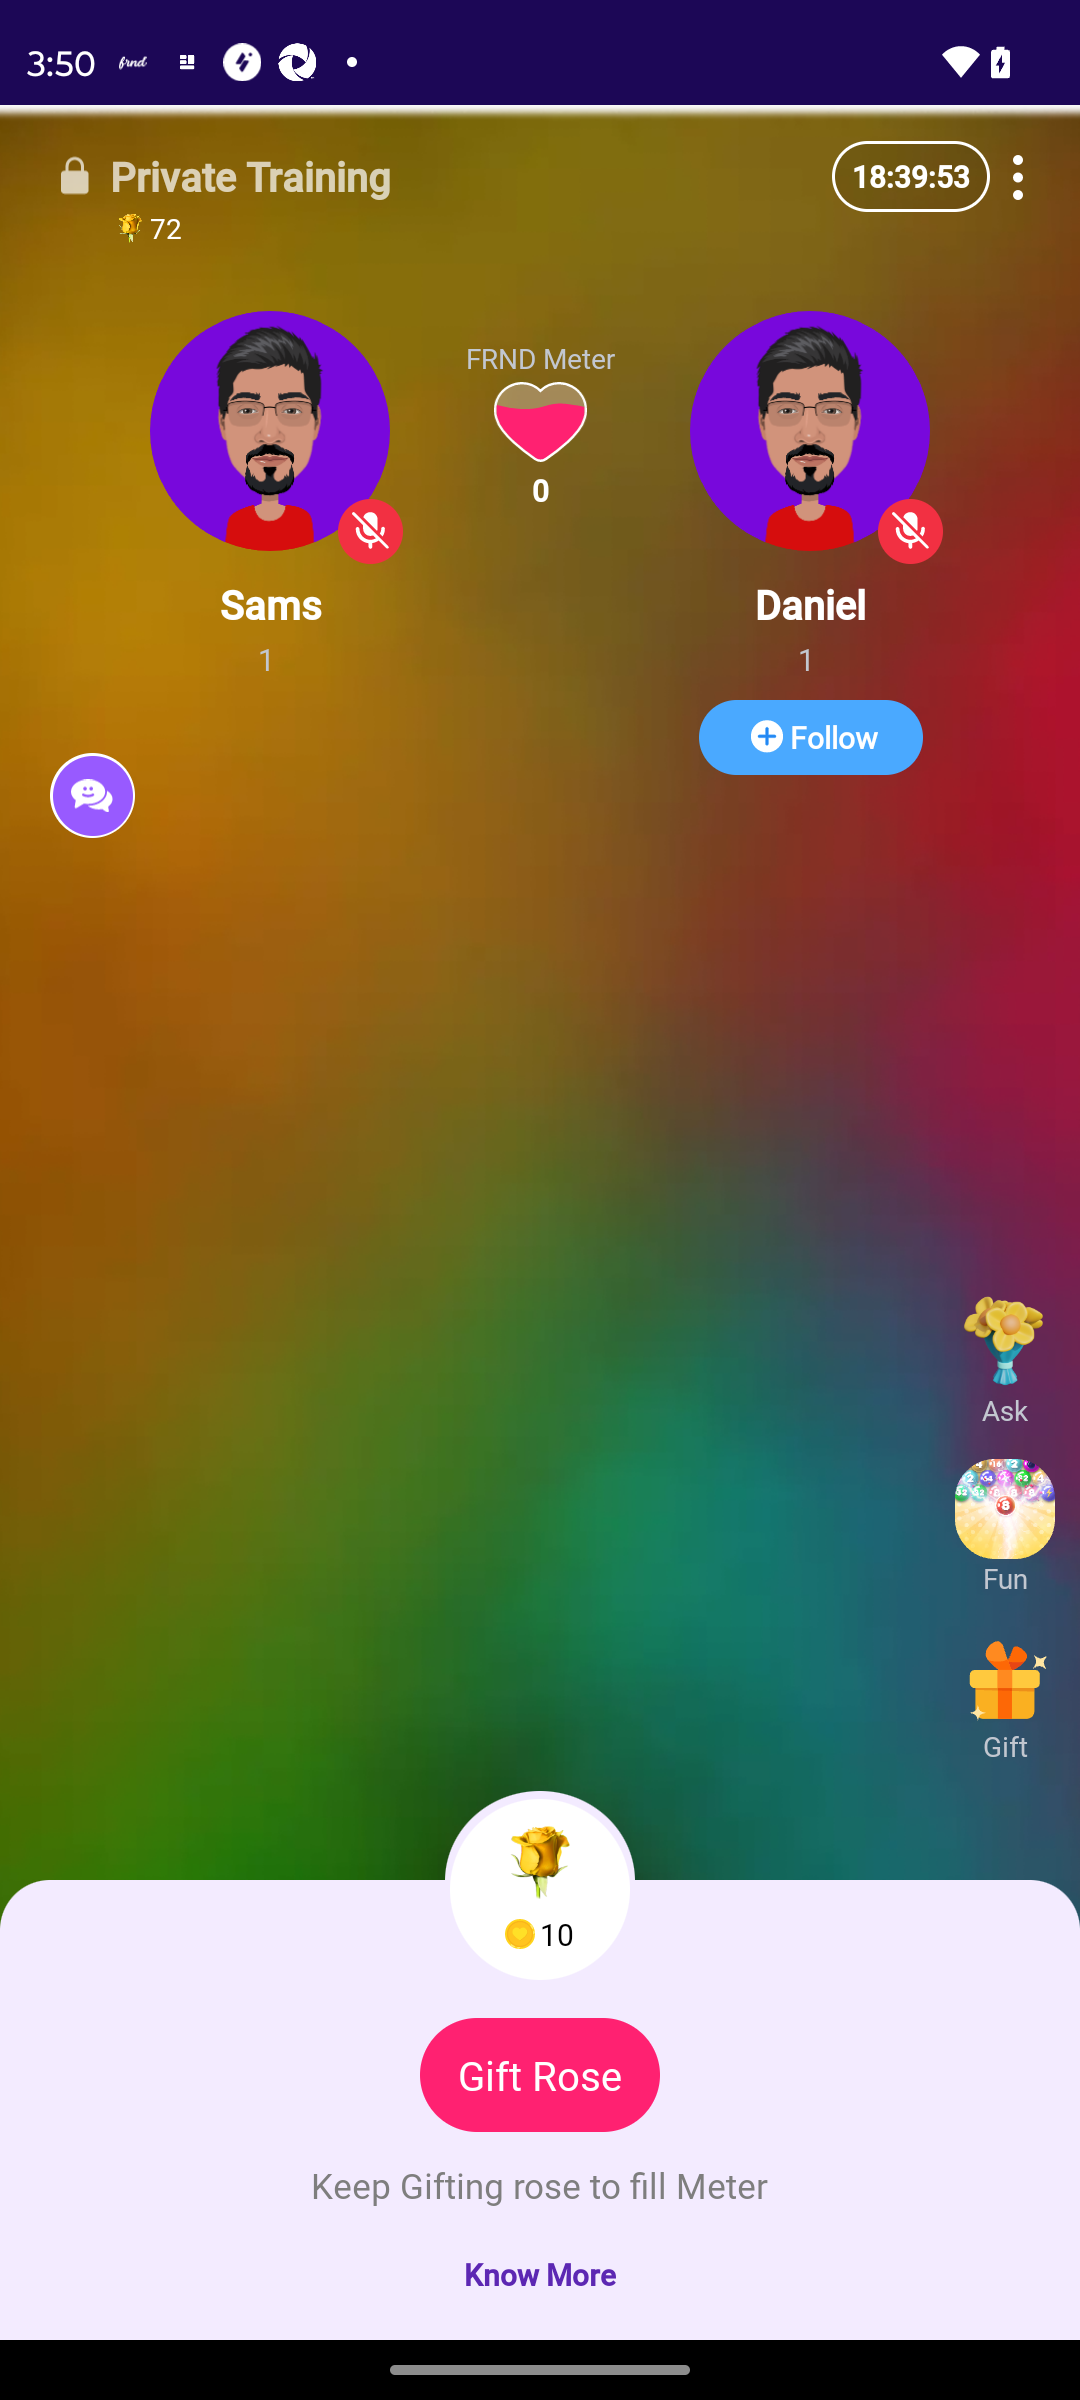 3:50 frnd
Private Training
18:39:53
72
FRND Meter
0
Sams
Daniel
1
1
Follow
Ask
8
Fun
Gift
10
Gift Rose
Keep Gifting rose to fill Meter
Know More